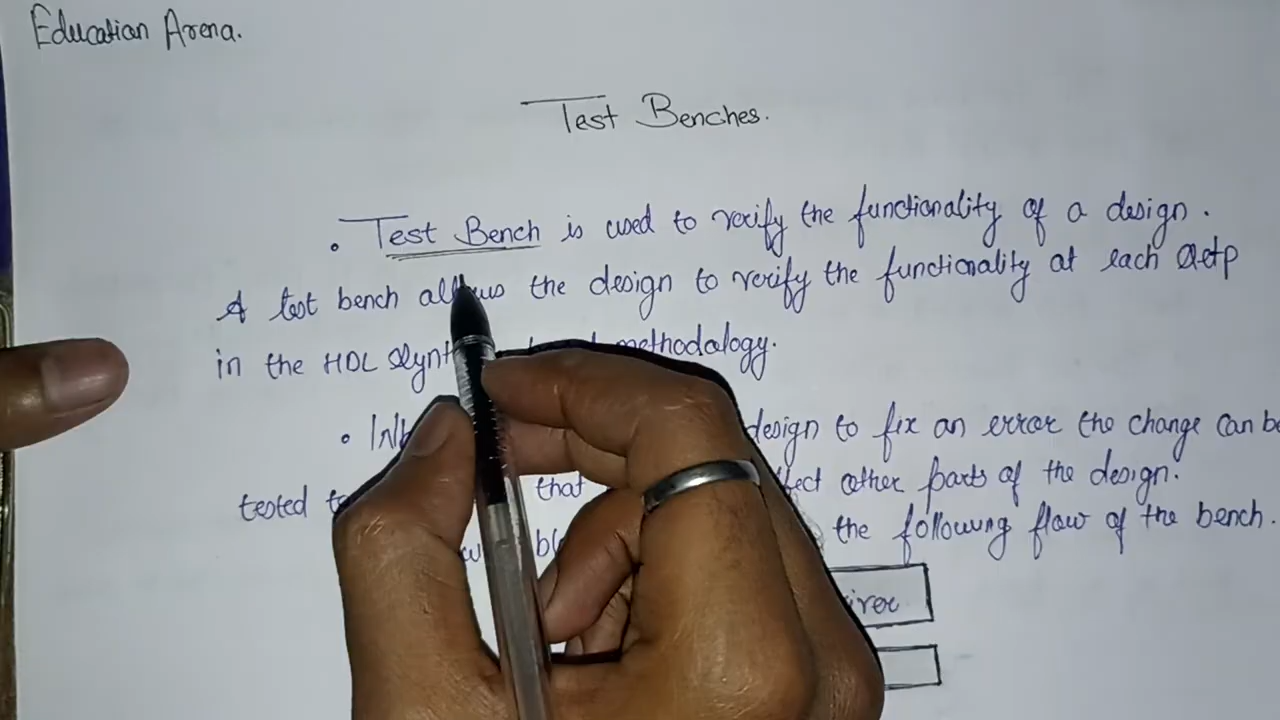 Education Arena.
Test Benches.
• Test Bench is used to verify the functionality of a design.
A test bench allows the design to verify the functionality at each
in the HDL methodology.
• design to fix an error the change can be
tested that other parts of the design.
the following flow of the bench.